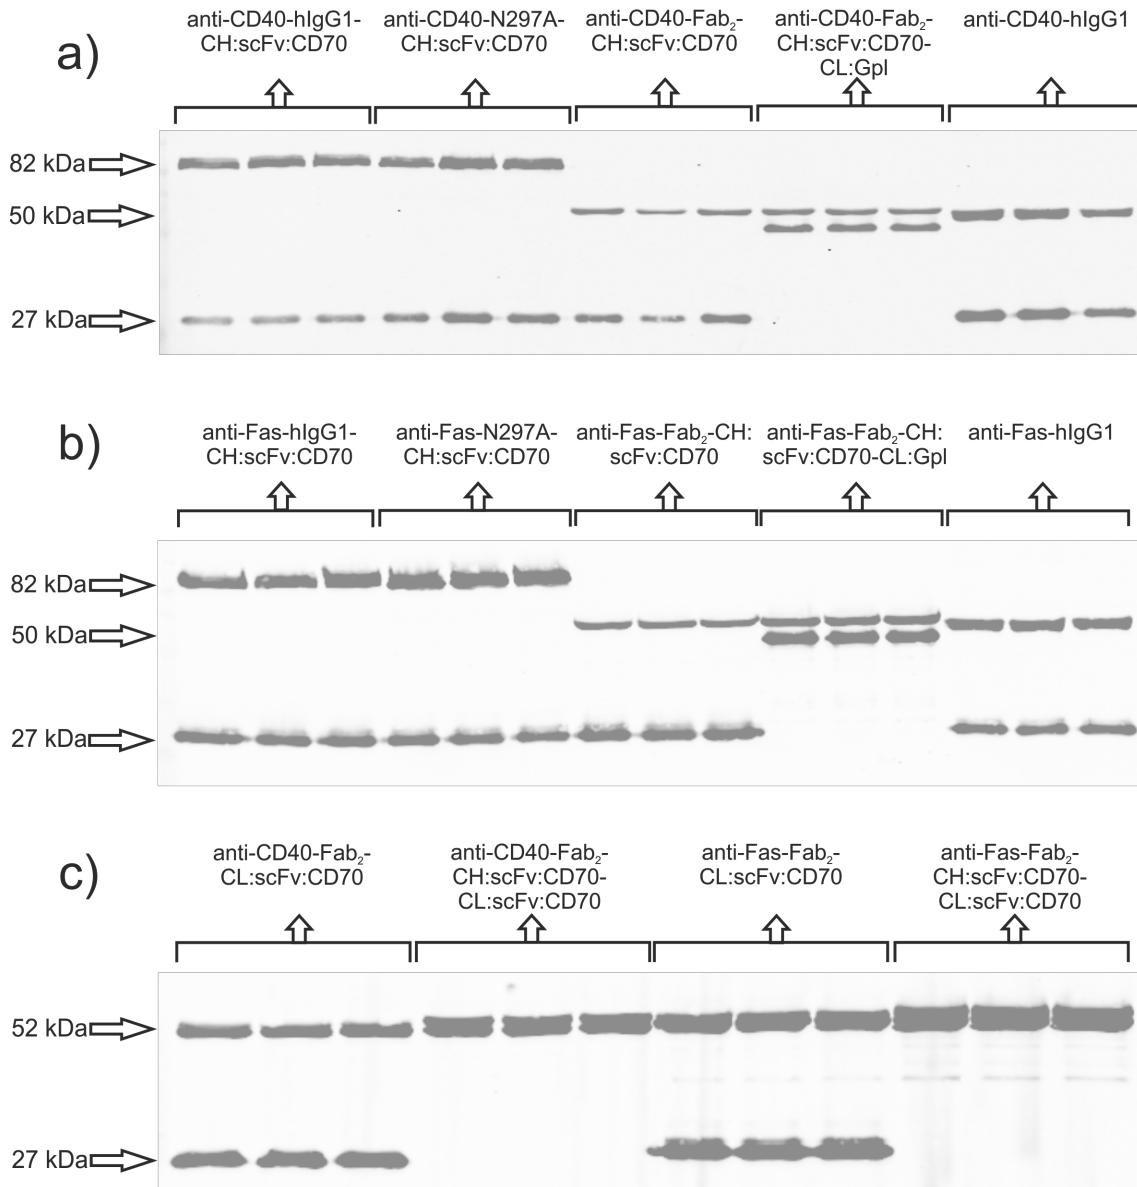 a)
anti-CD40-hIgG1-
CH:scFv:CD70
anti-CD40-N297A-
CH:scFv:CD70
anti-CD40-Fab₂-
CH:scFv:CD70
anti-CD40-Fab₂-
CH:scFv:CD70-
CL:Gpl
anti-CD40-hIgG1
82 kDa
50 kDa
27 kDa
b)
anti-Fas-hIgG1-
CH:scFv:CD70
anti-Fas-N297A-
CH:scFv:CD70
anti-Fas-Fab₂-CH:
scFv:CD70
anti-Fas-Fab₂-CH:
scFv:CD70-CL:Gpl
anti-Fas-hIgG1
82 kDa
50 kDa
27 kDa
c)
anti-CD40-Fab₂-
CL:scFv:CD70
anti-CD40-Fab₂-
CH:scFv:CD70-
CL:scFv:CD70
anti-Fas-Fab₂-
CL:scFv:CD70
anti-Fas-Fab₂-
CH:scFv:CD70-
CL:scFv:CD70
52 kDa
27 kDa